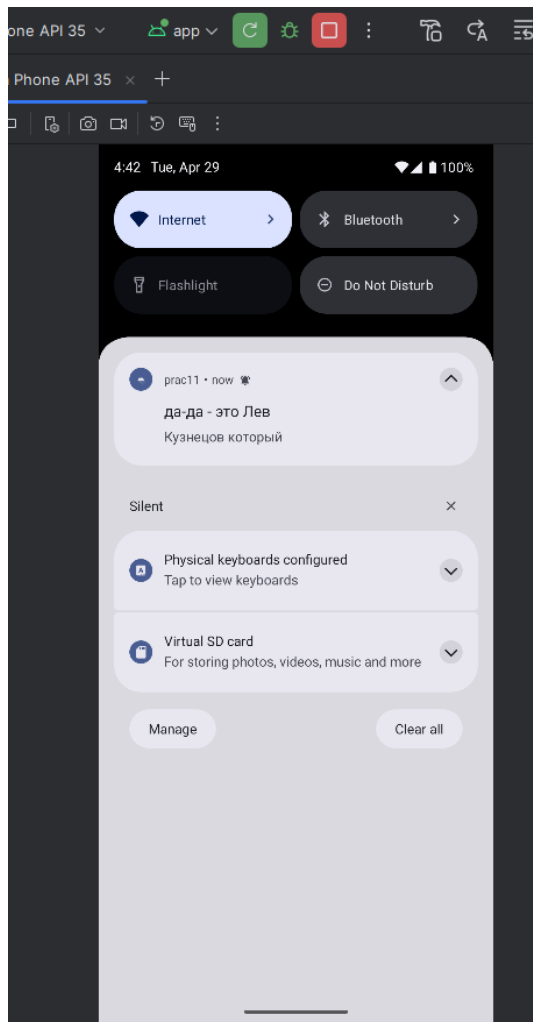 one API 35
app
Phone API 35
4:42 Tue, Apr 29
100%
Internet
Bluetooth
Flashlight
Do Not Disturb
prac11 • now
да-да - это Лев
Кузнецов который
Silent
Physical keyboards configured
Tap to view keyboards
Virtual SD card
For storing photos, videos, music and more
Manage
Clear all